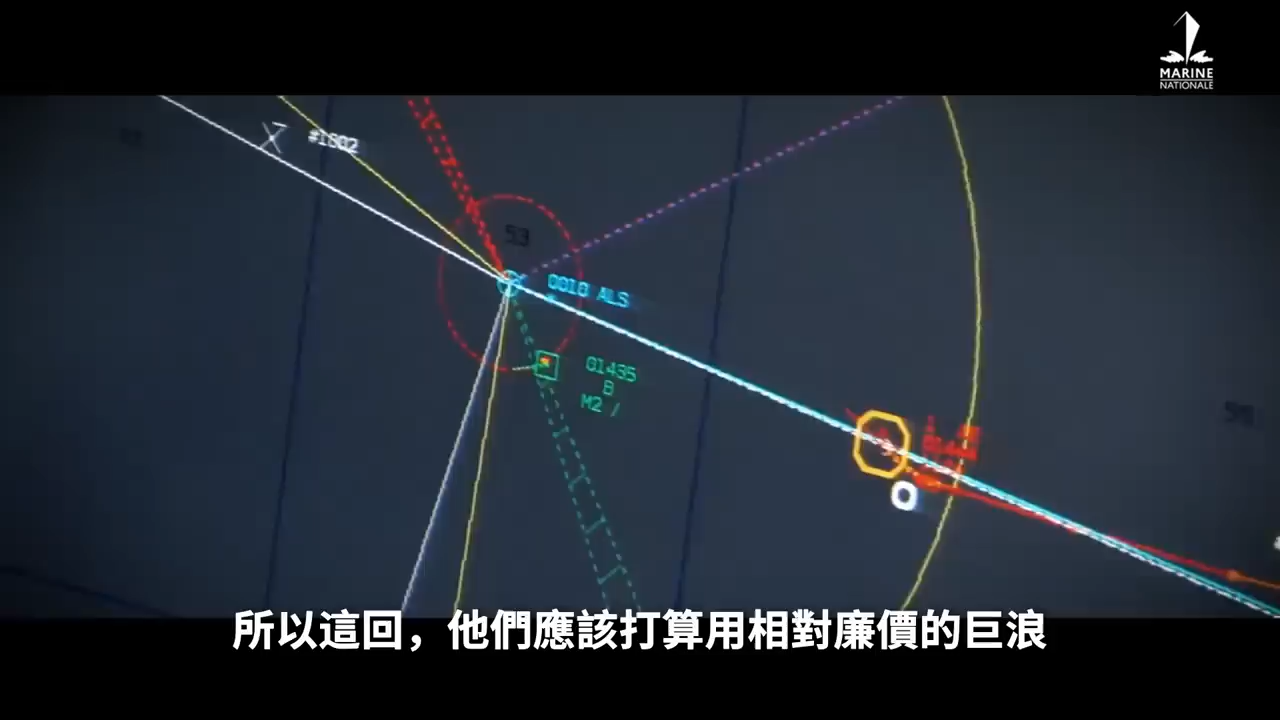 MARINE
NATIONALE
#1802
53
0010 ALS
G1435
B
M2 /
所以這回，他們應該打算用相對廉價的巨浪